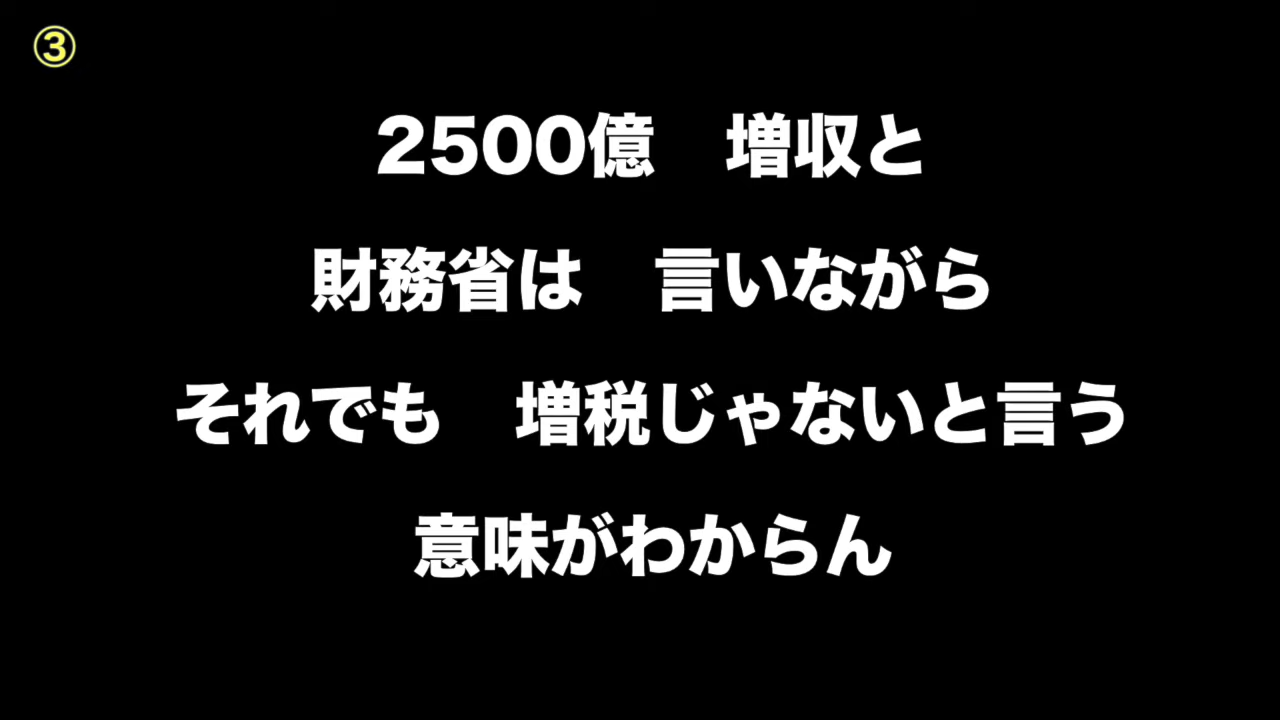 ③
2500億　増収と
財務省は　言いながら
それでも　増税じゃないと言う
意味がわからん